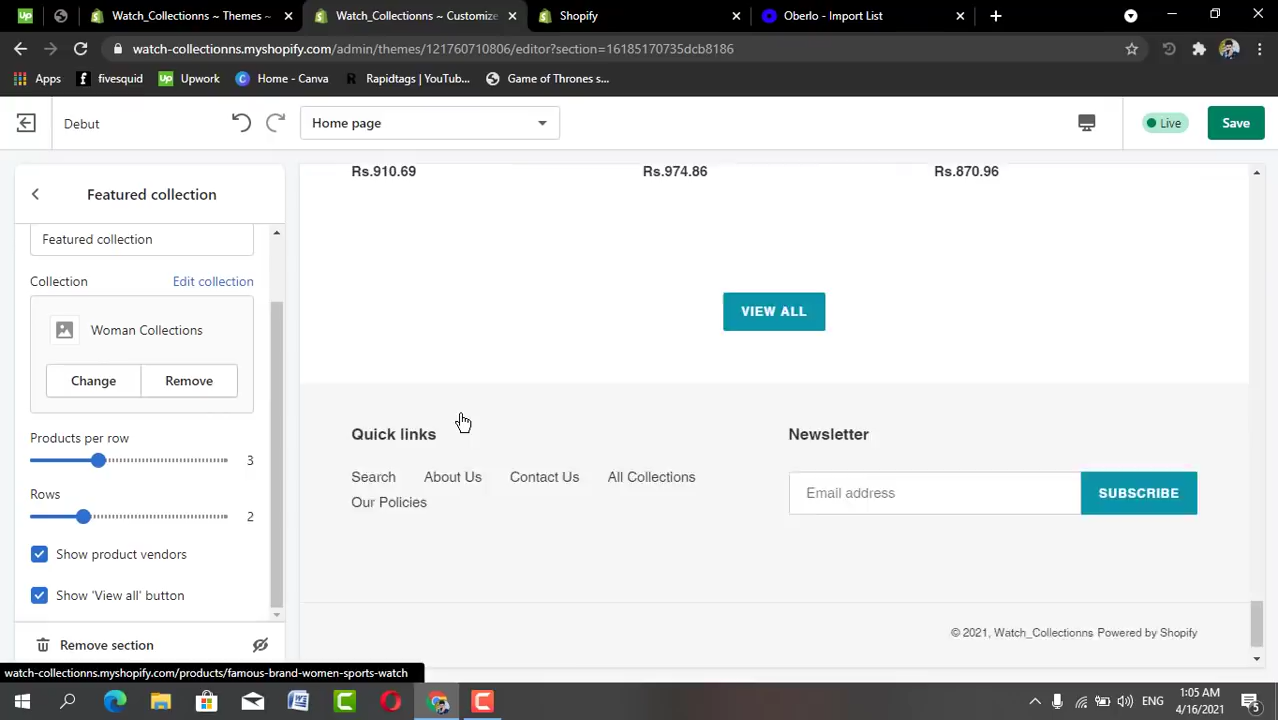 Watch_Collectionns ~ Themes ~
Watch_Collectionns ~ Customize
Shopify
Oberlo - Import List
watch-collectionns.myshopify.com/admin/themes/121760710806/editor?section=16185170735dcb8186
Apps
fivesquid
Up
Upwork
Home - Canva
Rapidtags | YouTub...
Game of Thrones s...
Debut
Home page
Live
Save
Featured collection
Featured collection
Collection
Edit collection
Woman Collections
Change
Remove
Products per row
3
Rows
2
Show product vendors
Show 'View all' button
Remove section
Rs.910.69
Rs.974.86
Rs.870.96
VIEW ALL
Quick links
Search
About Us
Contact Us
All Collections
Our Policies
Newsletter
Email address
SUBSCRIBE
© 2021, Watch_Collectionns Powered by Shopify
watch-collectionns.myshopify.com/products/famous-brand-women-sports-watch
ENG
1:05 AM
4/16/2021
5